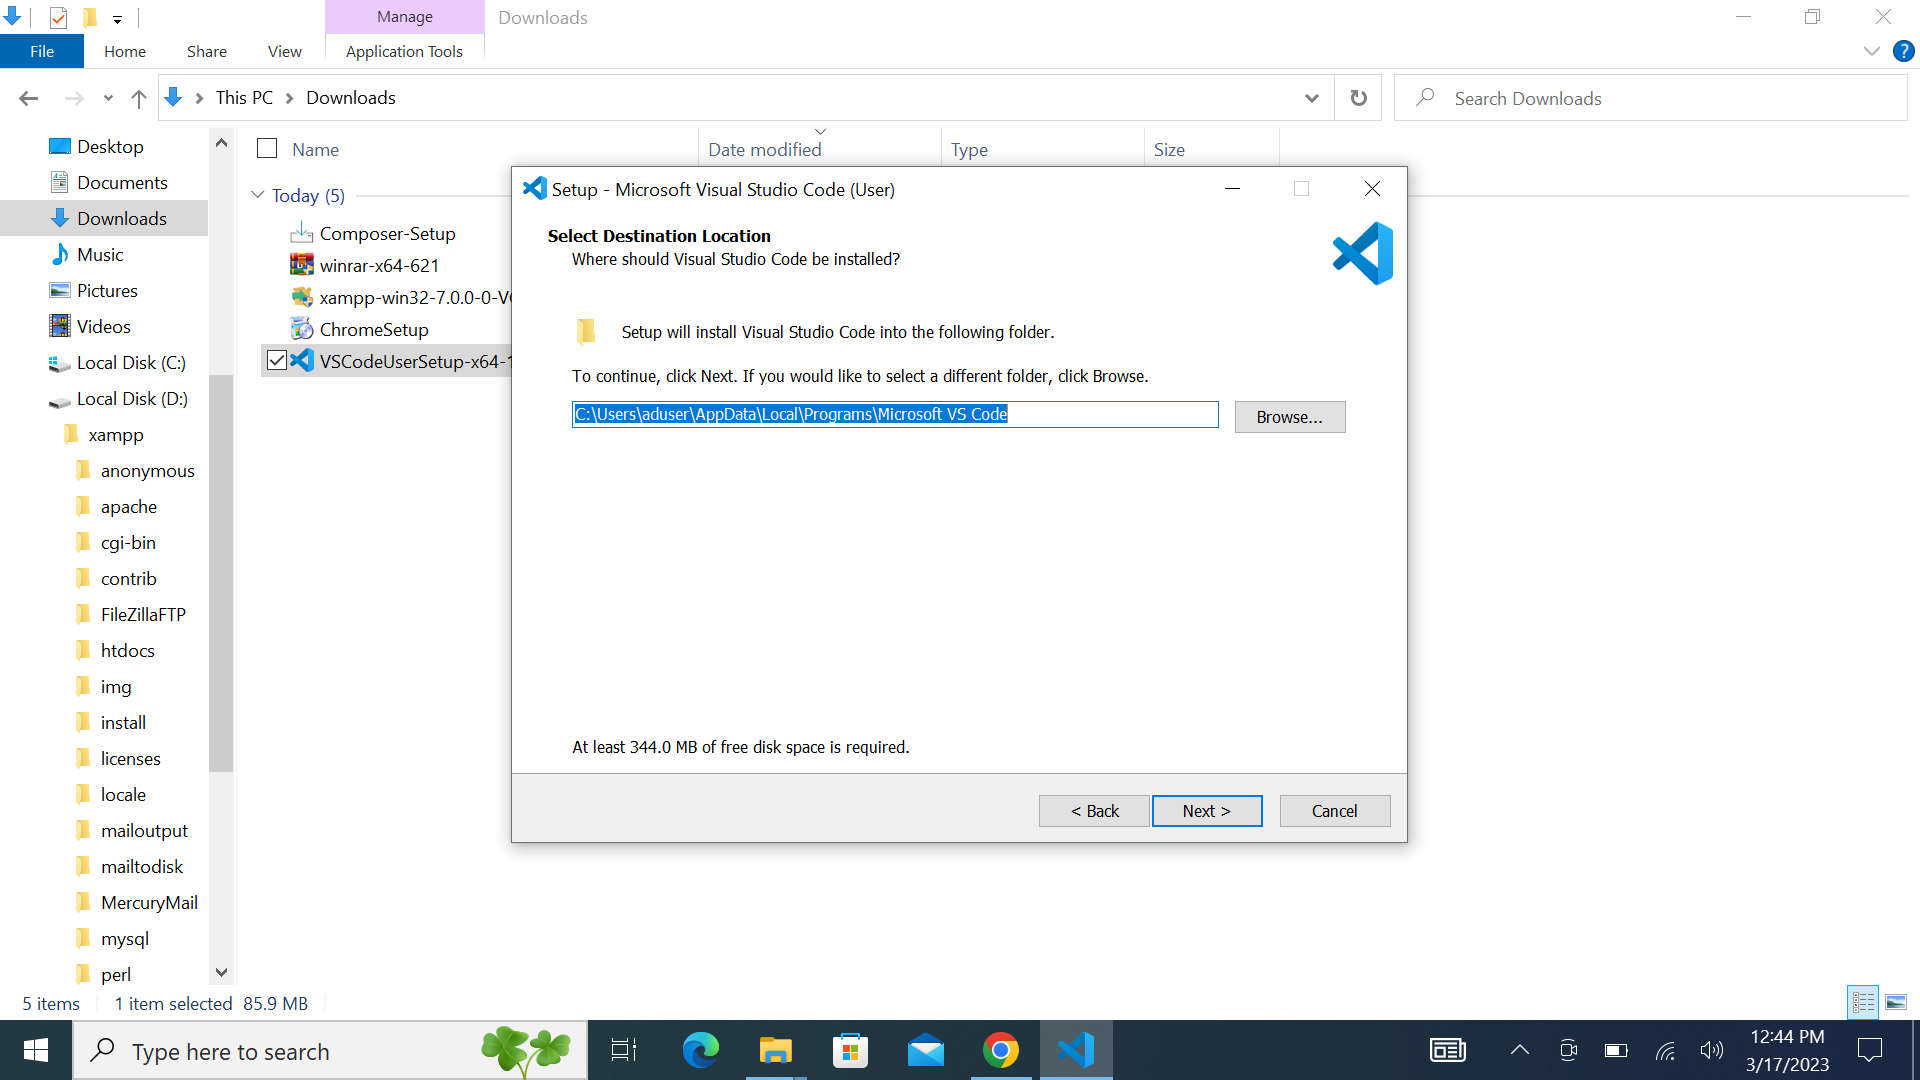 Manage
Downloads
File
Home
Share
View
Application Tools
This PC
Downloads
Search Downloads
Desktop
Documents
Downloads
Music
Pictures
Videos
Local Disk (C:)
Local Disk (D:)
xampp
anonymous
apache
cgi-bin
contrib
FileZillaFTP
htdocs
img
install
licenses
locale
mailoutput
mailtodisk
MercuryMail
mysql
perl
Name
Date modified
Type
Size
Today (5)
Composer-Setup
winrar-x64-621
xampp-win32-7.0.0-0-VC
ChromeSetup
VSCodeUserSetup-x64-1
Setup - Microsoft Visual Studio Code (User)
Select Destination Location
Where should Visual Studio Code be installed?
Setup will install Visual Studio Code into the following folder.
To continue, click Next. If you would like to select a different folder, click Browse.
C:\Users\aduser\AppData\Local\Programs\Microsoft VS Code
Browse...
At least 344.0 MB of free disk space is required.
< Back
Next >
Cancel
5 items
1 item selected 85.9 MB
Type here to search
12:44 PM
3/17/2023